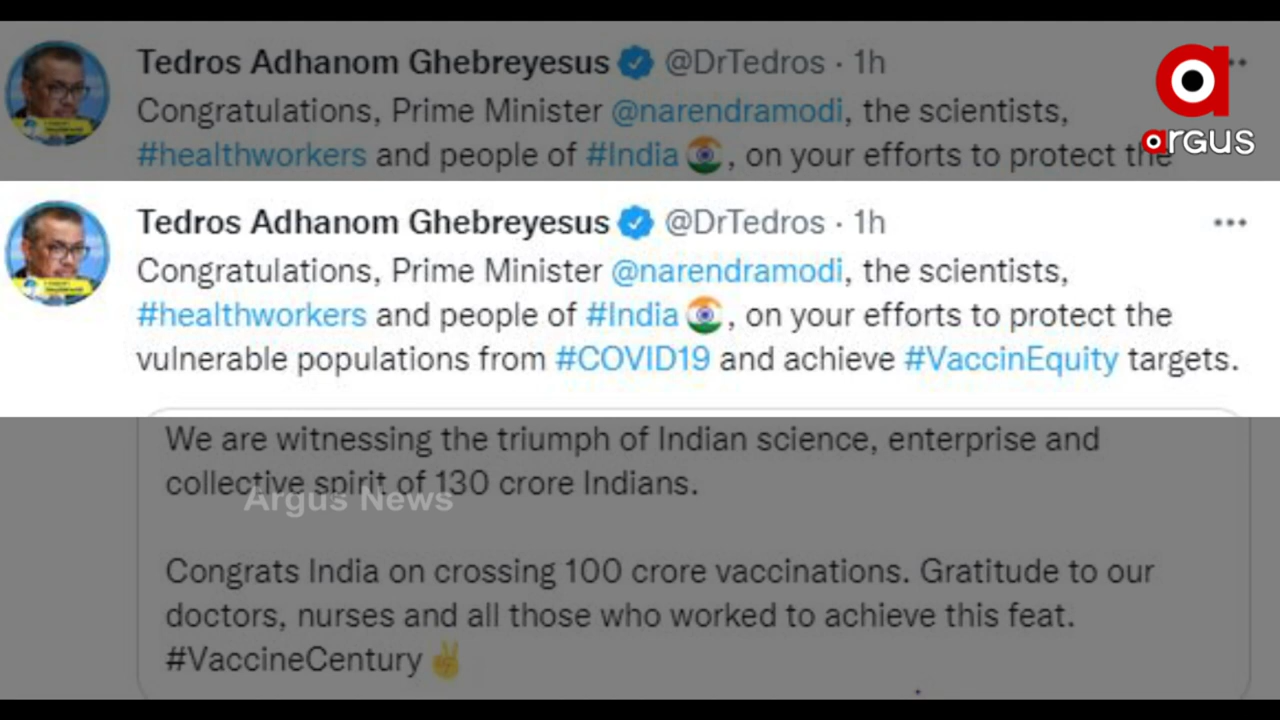 Tedros Adhanom Ghebreyesus @DrTedros · 1h
Congratulations, Prime Minister @narendramodi, the scientists,
#healthworkers and people of #India, on your efforts to protect the
argus
Tedros Adhanom Ghebreyesus @DrTedros · 1h
Congratulations, Prime Minister @narendramodi, the scientists,
#healthworkers and people of #India, on your efforts to protect the
vulnerable populations from #COVID19 and achieve #VaccinEquity targets.
We are witnessing the triumph of Indian science, enterprise and
collective spirit of 130 crore Indians.
Argus News
Congrats India on crossing 100 crore vaccinations. Gratitude to our
doctors, nurses and all those who worked to achieve this feat.
#VaccineCentury ✌